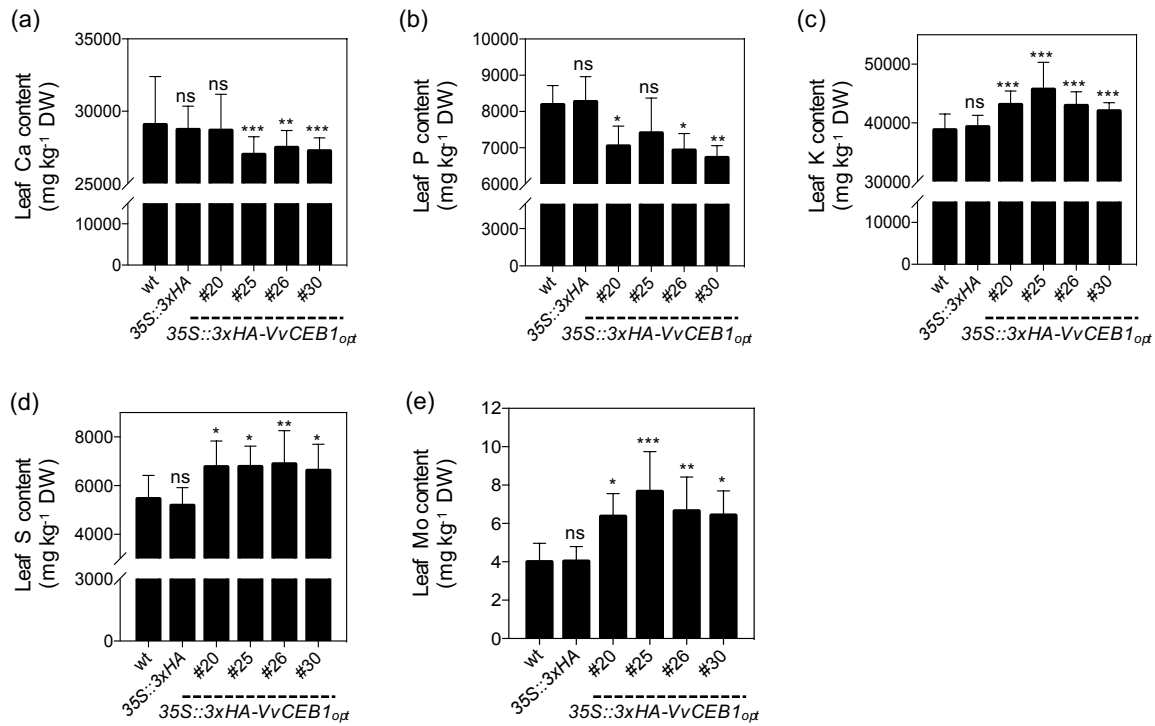 (a)
Leaf Ca content
(mg kg⁻¹ DW)
35000
30000
25000
10000
0
ns
ns
***
**
***
wt
35S::3xHA
#20
#25
#26
#30
35S::3xHA-VvCEB1opt
(b)
Leaf P content
(mg kg⁻¹ DW)
10000
9000
8000
7000
6000
3000
0
ns
*
ns
*
**
wt
35S::3xHA
#20
#25
#26
#30
35S::3xHA-VvCEB1opt
(c)
Leaf K content
(mg kg⁻¹ DW)
50000
40000
30000
10000
0
ns
***
***
***
***
wt
35S::3xHA
#20
#25
#26
#30
35S::3xHA-VvCEB1opt
(d)
Leaf S content
(mg kg⁻¹ DW)
8000
6000
4000
3000
0
ns
*
*
**
*
wt
35S::3xHA
#20
#25
#26
#30
35S::3xHA-VvCEB1opt
(e)
Leaf Mo content
(mg kg⁻¹ DW)
12
10
8
6
4
2
0
ns
*
***
**
*
wt
35S::3xHA
#20
#25
#26
#30
35S::3xHA-VvCEB1opt